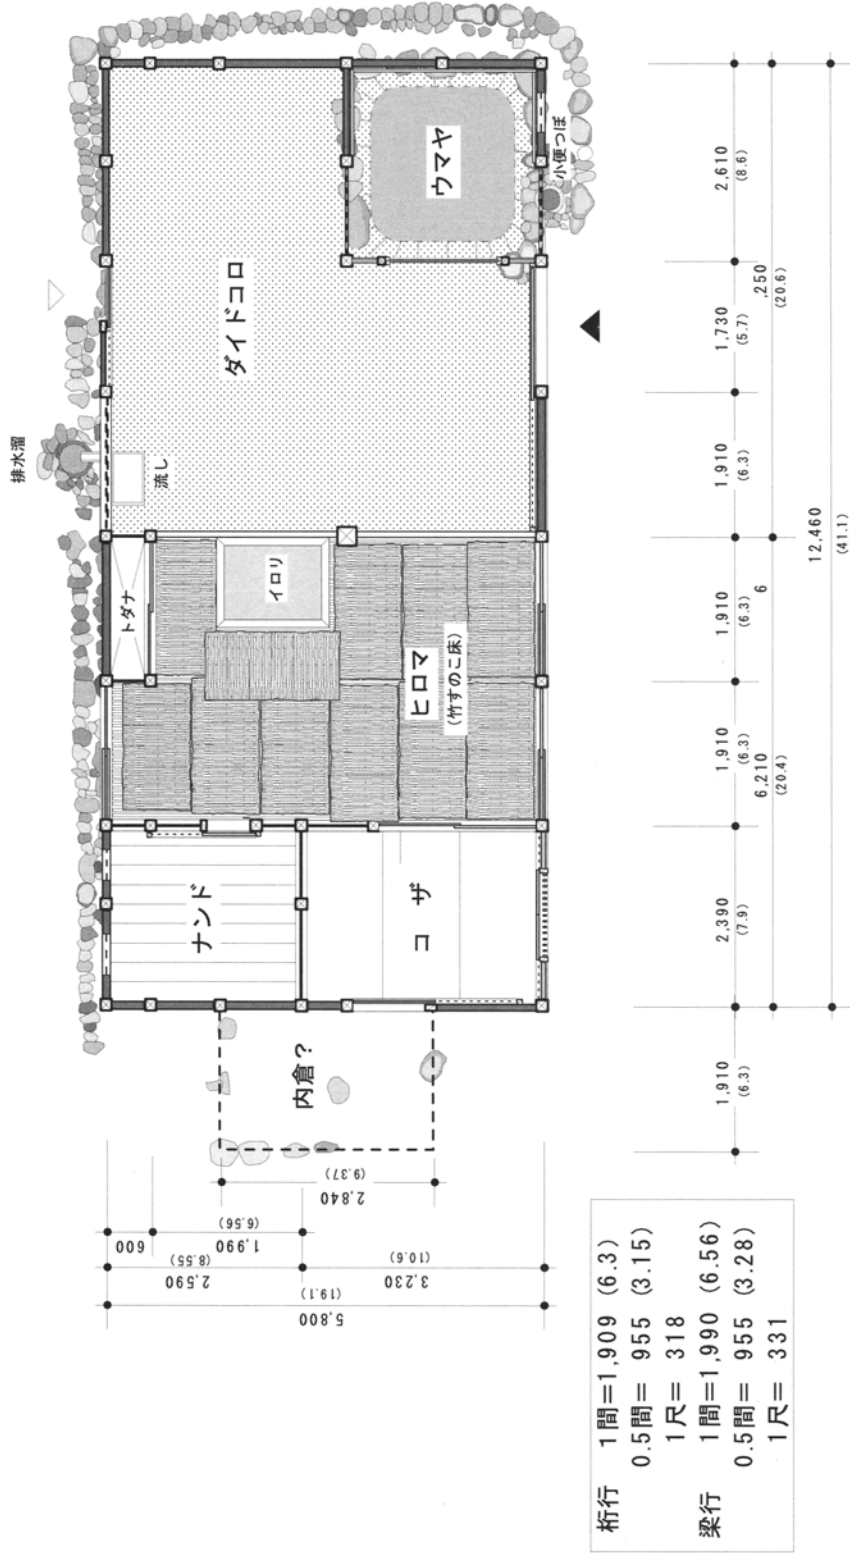 排水溜
流し
トダナ
イロリ
ダイドコロ
ウマヤ
小便つぼ
ヒロマ
(竹すのこ床)
ナンド
コザ
内倉?
1,910
(6.3)
2,390
(7.9)
1,910
(6.3)
1,910
(6.3)
1,910
(6.3)
1,730
(5.7)
2,610
(8.6)
6,210
(20.4)
6
,250
(20.6)
12,460
(41.1)
2,840
(9.37)
600
1,990
(6.56)
2,590
(8.55)
3,230
(10.6)
5,800
(19.1)
桁行 1間=1,909 (6.3)
0.5間= 955 (3.15)
1尺= 318
梁行 1間=1,990 (6.56)
0.5間= 955 (3.28)
1尺= 331